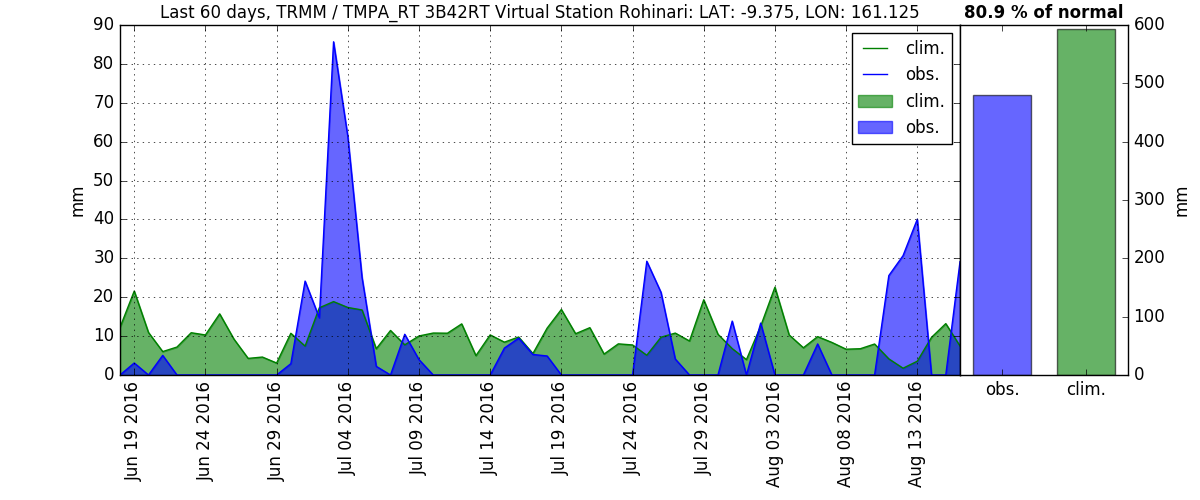 Last 60 days, TRMM / TMPA_RT 3B42RT Virtual Station Rohinari: LAT: -9.375, LON: 161.125
80.9 % of normal
90
80
70
60
50
40
30
20
10
0
mm
clim.
obs.
clim.
obs.
Jun 19 2016
Jun 24 2016
Jun 29 2016
Jul 04 2016
Jul 09 2016
Jul 14 2016
Jul 19 2016
Jul 24 2016
Jul 29 2016
Aug 03 2016
Aug 08 2016
Aug 13 2016
600
500
400
300
200
100
0
mm
obs.
clim.